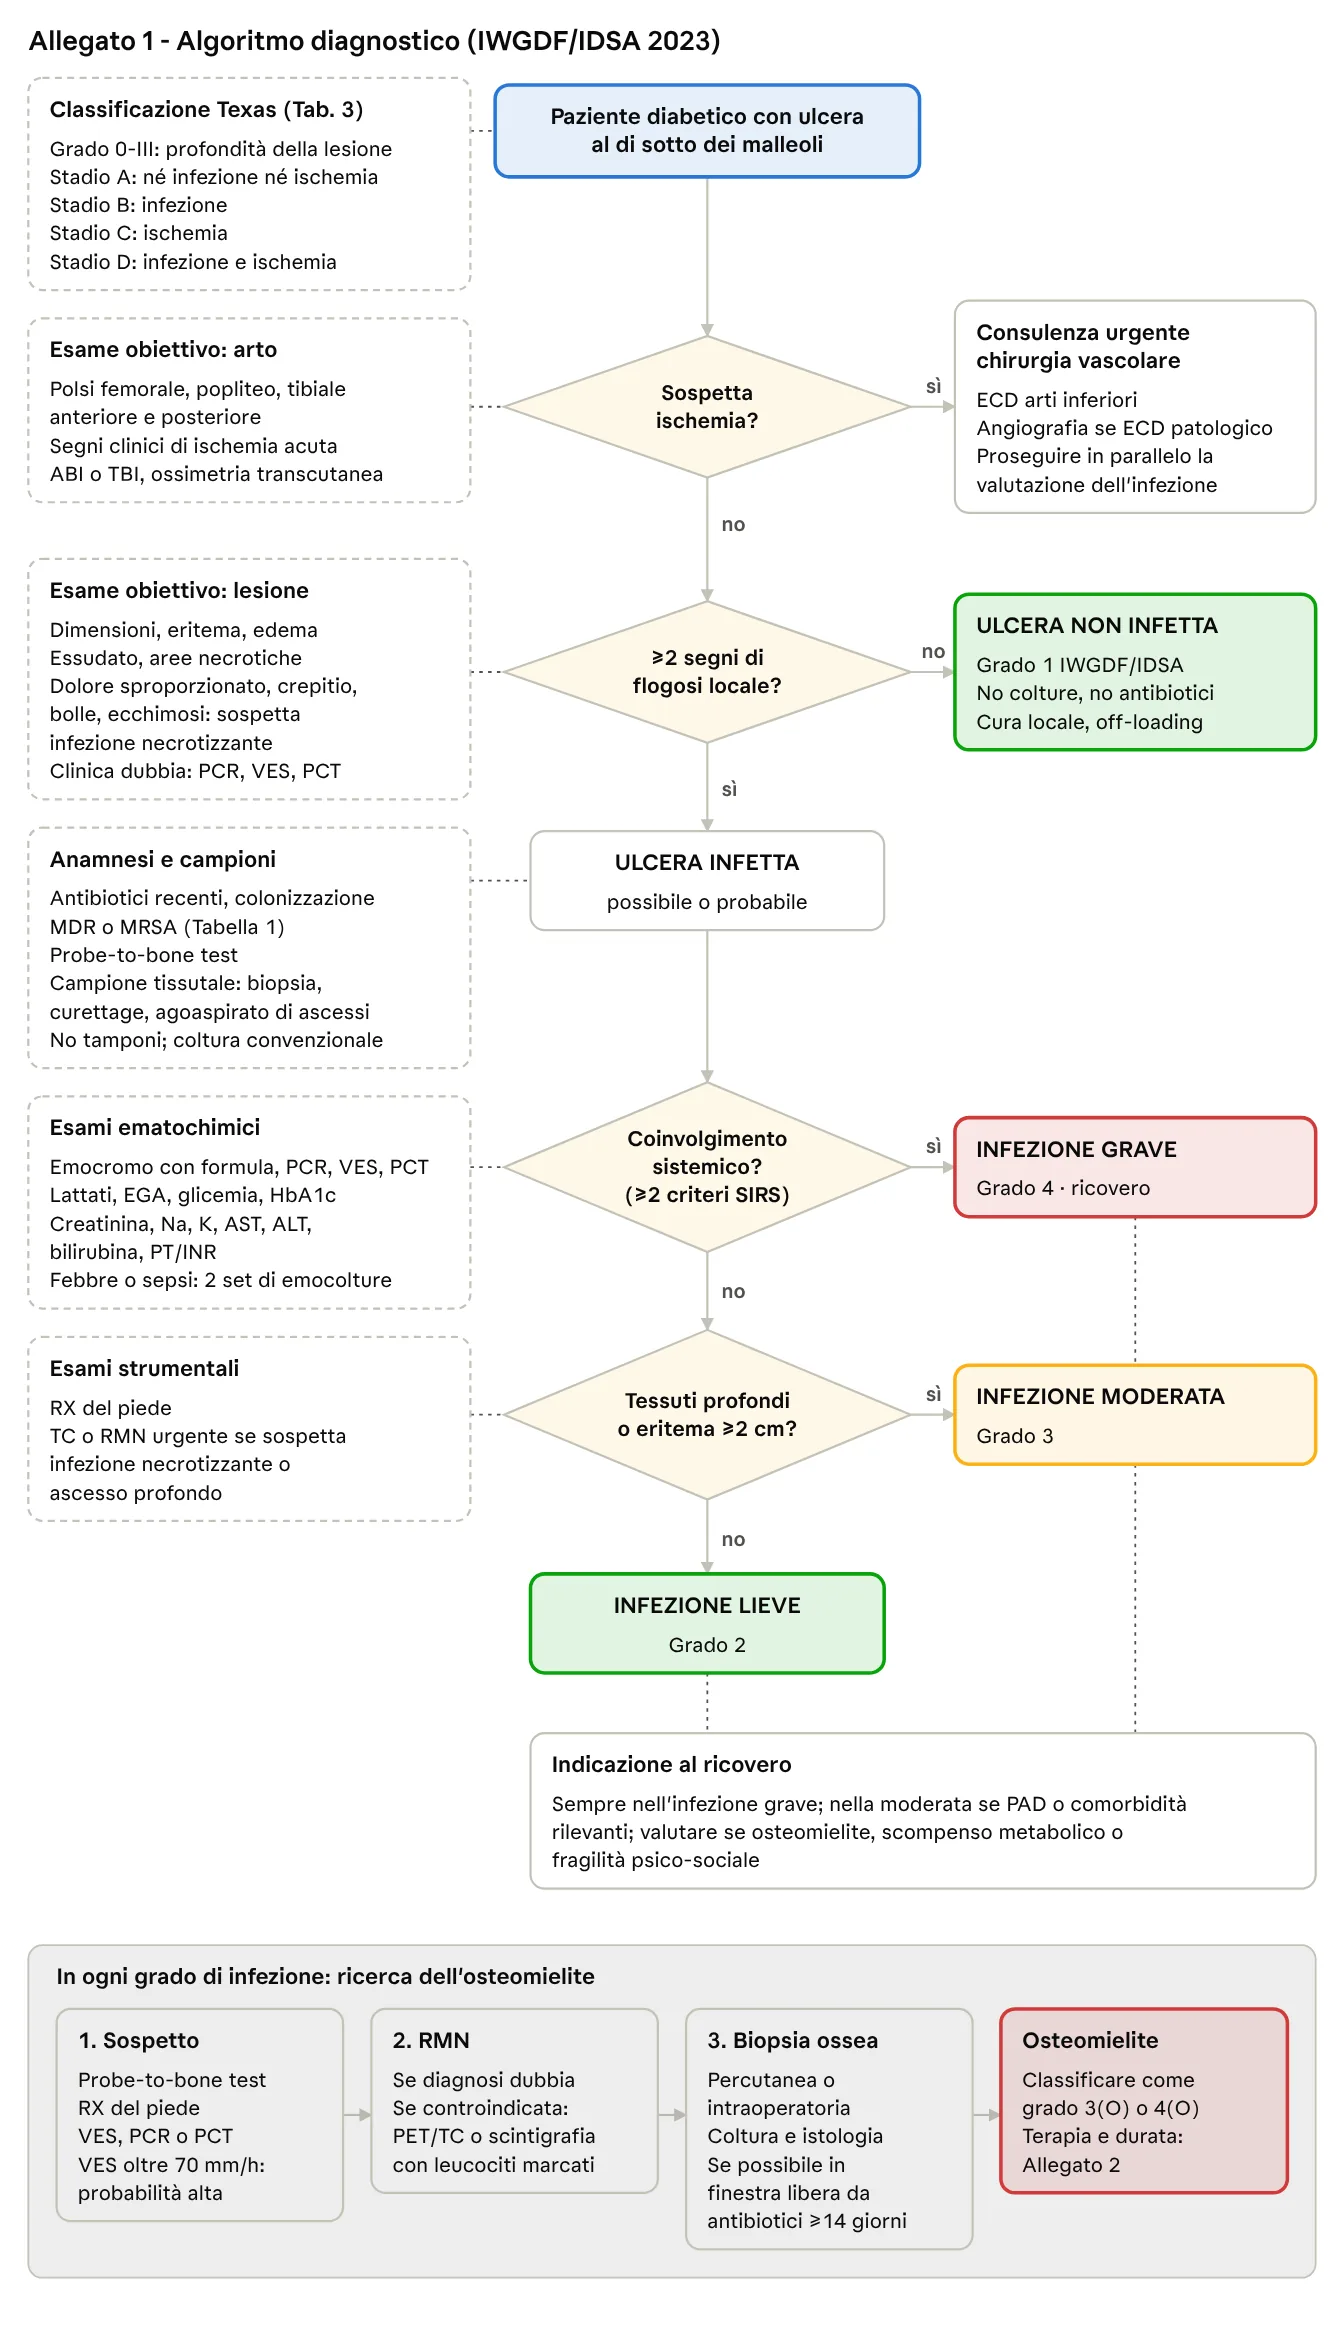 Allegato 1 - Algoritmo diagnostico (IWGDF/IDSA 2023)
Classificazione Texas (Tab. 3)
Grado 0-III: profondità della lesione
Stadio A: né infezione né ischemia
Stadio B: infezione
Stadio C: ischemia
Stadio D: infezione e ischemia
Paziente diabetico con ulcera
al di sotto dei malleoli
Esame obiettivo: arto
Polsi femorale, popliteo, tibiale
anteriore e posteriore
Segni clinici di ischemia acuta
ABI o TBI, ossimetria transcutanea
Sospetta
ischemia?
sì
Consulenza urgente
chirurgia vascolare
ECD arti inferiori
Angiografia se ECD patologico
Proseguire in parallelo la
valutazione dell'infezione
no
Esame obiettivo: lesione
Dimensioni, eritema, edema
Essudato, aree necrotiche
Dolore sproporzionato, crepitio,
bolle, ecchimosi: sospetta
infezione necrotizzante
Clinica dubbia: PCR, VES, PCT
≥2 segni di
flogosi locale?
no
ULCERA NON INFETTA
Grado 1 IWGDF/IDSA
No colture, no antibiotici
Cura locale, off-loading
sì
Anamnesi e campioni
Antibiotici recenti, colonizzazione
MDR o MRSA (Tabella 1)
Probe-to-bone test
Campione tissutale: biopsia,
curettage, agoaspirato di ascessi
No tamponi; coltura convenzionale
ULCERA INFETTA
possibile o probabile
Esami ematochimici
Emocromo con formula, PCR, VES, PCT
Lattati, EGA, glicemia, HbA1c
Creatinina, Na, K, AST, ALT,
bilirubina, PT/INR
Febbre o sepsi: 2 set di emocolture
Coinvolgimento
sistemico?
(≥2 criteri SIRS)
sì
INFEZIONE GRAVE
Grado 4 · ricovero
no
Esami strumentali
RX del piede
TC o RMN urgente se sospetta
infezione necrotizzante o
ascesso profondo
Tessuti profondi
o eritema ≥2 cm?
sì
INFEZIONE MODERATA
Grado 3
no
INFEZIONE LIEVE
Grado 2
Indicazione al ricovero
Sempre nell'infezione grave; nella moderata se PAD o comorbidità
rilevanti; valutare se osteomielite, scompenso metabolico o
fragilità psico-sociale
In ogni grado di infezione: ricerca dell'osteomielite
1. Sospetto
Probe-to-bone test
RX del piede
VES, PCR o PCT
VES oltre 70 mm/h:
probabilità alta
2. RMN
Se diagnosi dubbia
Se controindicata:
PET/TC o scintigrafia
con leucociti marcati
3. Biopsia ossea
Percutanea o
intraoperatoria
Coltura e istologia
Se possibile in
finestra libera da
antibiotici ≥14 giorni
Osteomielite
Classificare come
grado 3(O) o 4(O)
Terapia e durata:
Allegato 2